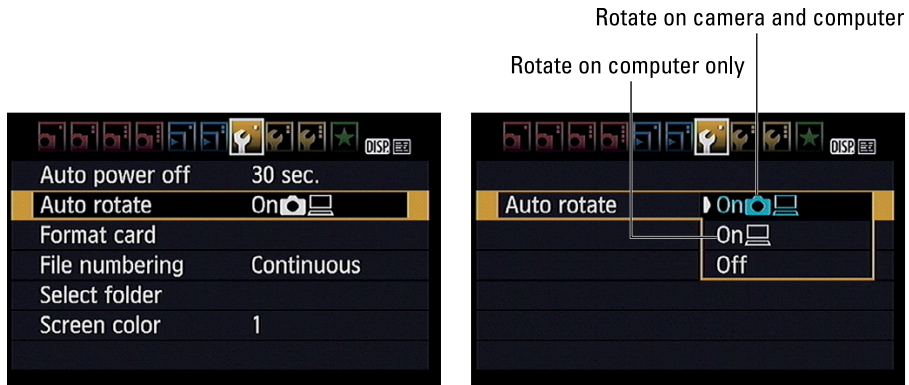 Rotate on camera and computer
Rotate on computer only
DISP.
Auto power off 30 sec.
Auto rotate On
Format card
File numbering Continuous
Select folder
Screen color 1
DISP.
Auto rotate On
On
Off